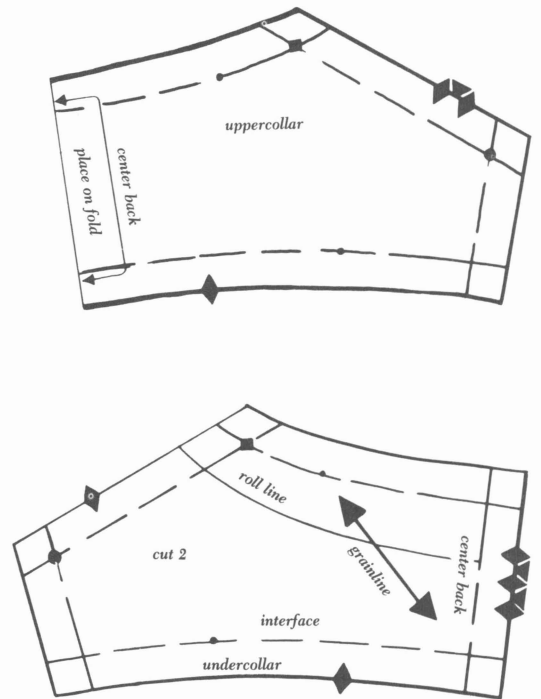 uppercollar
center back
place on fold
roll line
grainline
cut 2
center back
interface
undercollar